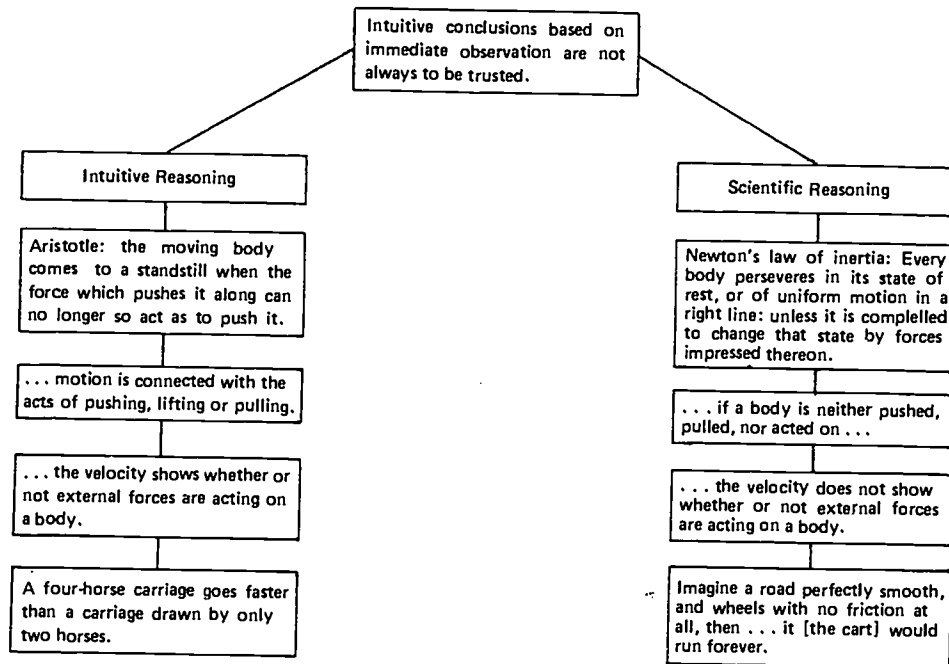 Intuitive conclusions based on
immediate observation are not
always to be trusted.
Intuitive Reasoning
Aristotle: the moving body
comes to a standstill when the
force which pushes it along can
no longer so act as to push it.
... motion is connected with the
acts of pushing, lifting or pulling.
... the velocity shows whether or
not external forces are acting on
a body.
A four-horse carriage goes faster
than a carriage drawn by only
two horses.
Scientific Reasoning
Newton's law of inertia: Every
body perseveres in its state of
rest, or of uniform motion in a
right line: unless it is complelled
to change that state by forces
impressed thereon.
... if a body is neither pushed,
pulled, nor acted on ...
... the velocity does not show
whether or not external forces
are acting on a body.
Imagine a road perfectly smooth,
and wheels with no friction at
all, then ... it [the cart] would
run forever.